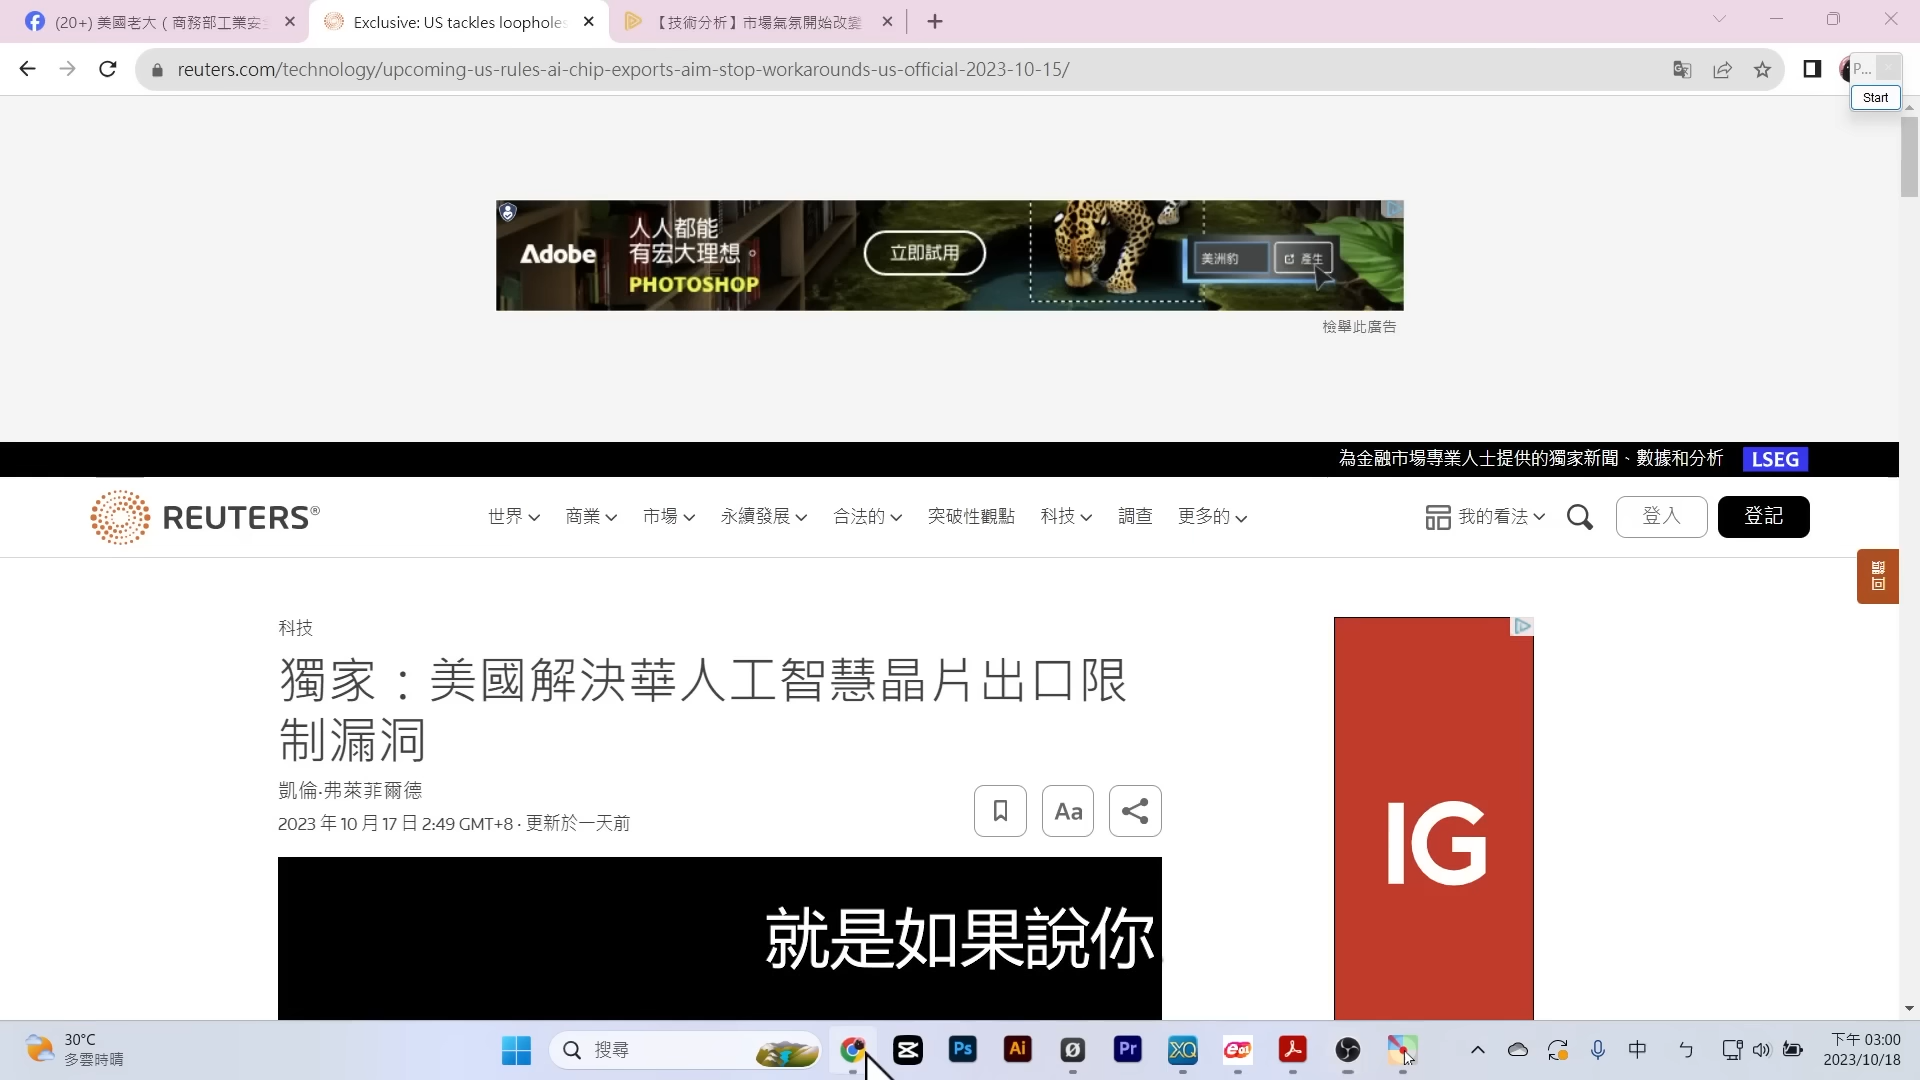 (20+) 美國老大（商務部工業安全
Exclusive: US tackles loopholes
【技術分析】市場氣氛開始改變
reuters.com/technology/upcoming-us-rules-ai-chip-exports-aim-stop-workarounds-us-official-2023-10-15/
P...
Start
Adobe
人人都能
有宏大理想。
PHOTOSHOP
立即試用
美洲豹
產生
檢舉此廣告
為金融市場專業人士提供的獨家新聞、數據和分析
LSEG
REUTERS®
世界
商業
市場
永續發展
合法的
突破性觀點
科技
調查
更多的
我的看法
登入
登記
科技
獨家：美國解決華人工智慧晶片出口限
制漏洞
凱倫·弗萊菲爾德
2023 年 10 月 17 日 2:49 GMT+8 · 更新於一天前
Aa
就是如果說你
IG
30°C
多雲時晴
搜尋
Ps
Ai
Pr
XQ
中
ㄅ
下午 03:00
2023/10/18